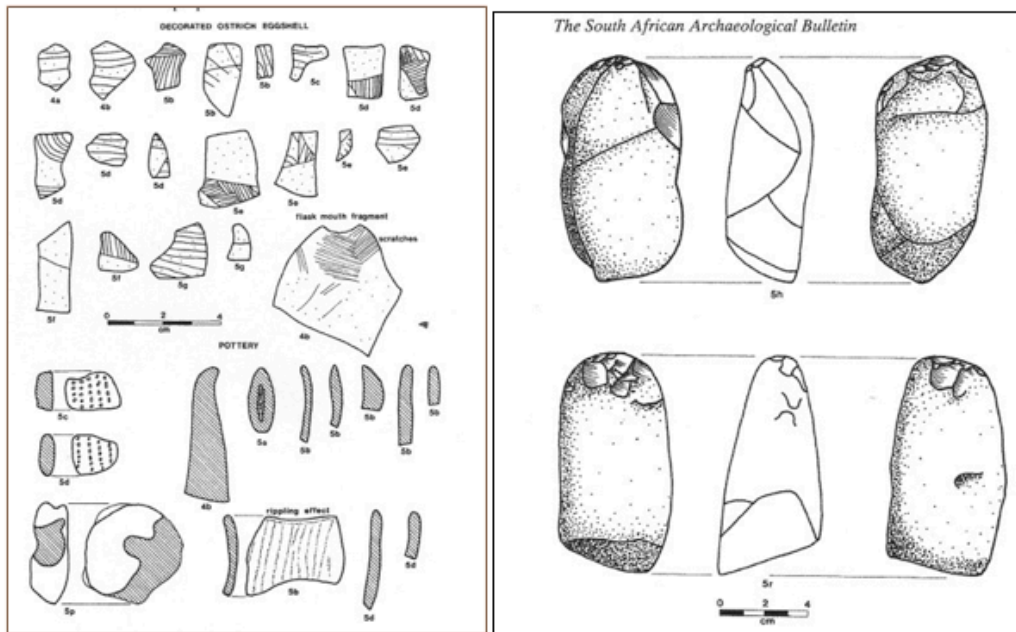 DECORATED OSTRICH EGGSHELL
4a 4b 5b 5b 5b 5c 5d 5d
5d 5d 5d 5e 5e 5e 5e
flask mouth fragment
scratches
5f 5f 5g 5g
4b
0 2 4
cm
POTTERY
5c
4b 5a 5b 5b 5b 5b 5b
5d
rippling effect
5p 5b 5d 5d
The South African Archaeological Bulletin
5h
5r
0 2 4
cm